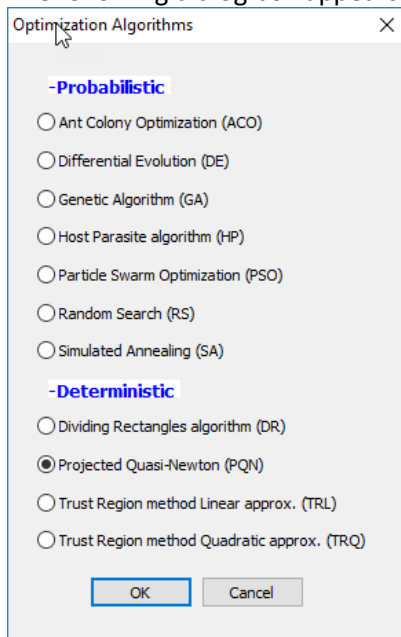 Optimization Algorithms
-Probabilistic
Ant Colony Optimization (ACO)
Differential Evolution (DE)
Genetic Algorithm (GA)
Host Parasite algorithm (HP)
Particle Swarm Optimization (PSO)
Random Search (RS)
Simulated Annealing (SA)
-Deterministic
Dividing Rectangles algorithm (DR)
Projected Quasi-Newton (PQN)
Trust Region method Linear approx. (TRL)
Trust Region method Quadratic approx. (TRQ)
OK Cancel